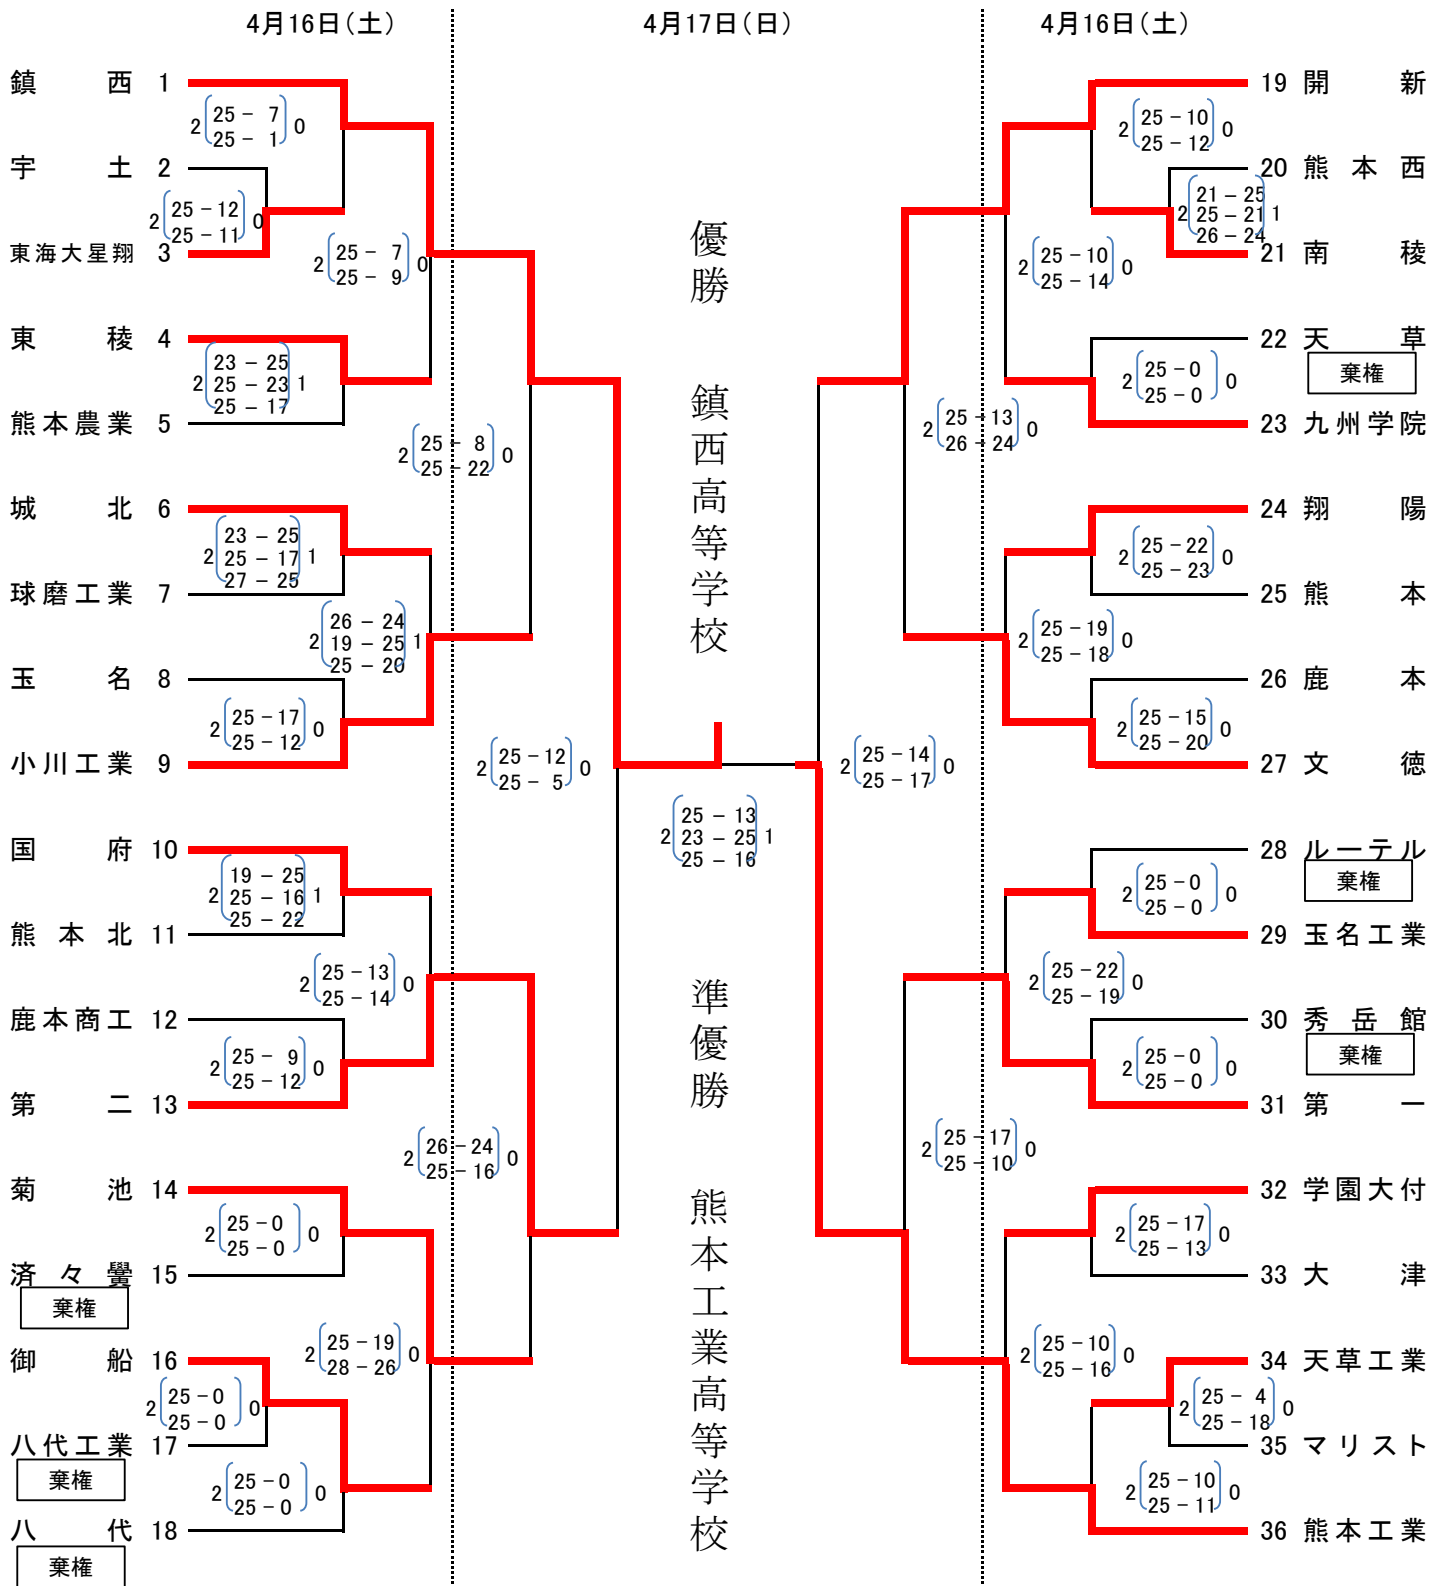 4月16日(土)
4月17日(日)
4月16日(土)
鎮西 1
2 25 - 7 0
25 - 1
宇土 2
2 25 - 12 0
25 - 11
東海大星翔 3
2 25 - 7 0
25 - 9
東稜 4
23 - 25
2 25 - 23 1
25 - 17
熊本農業 5
2 25 - 8 0
25 - 22
城北 6
23 - 25
2 25 - 17 1
27 - 25
球磨工業 7
26 - 24
2 19 - 25 1
25 - 20
玉名 8
2 25 - 17 0
25 - 12
小川工業 9
2 25 - 12 0
25 - 5
国府 10
19 - 25
2 25 - 16 1
25 - 22
熊本北 11
2 25 - 13 0
25 - 14
鹿本商工 12
2 25 - 9 0
25 - 12
第二 13
2 26 - 24 0
25 - 16
菊池 14
2 25 - 0 0
25 - 0
済々黌 15
棄権
2 25 - 19 0
28 - 26
御船 16
2 25 - 0 0
25 - 0
八代工業 17
棄権
2 25 - 0 0
25 - 0
八代 18
棄権
優勝 鎮西高等学校
25 - 13
2 23 - 25 1
25 - 16
準優勝 熊本工業高等学校
19 開新
2 25 - 10 0
25 - 12
20 熊本西
21 - 25
2 25 - 21 1
26 - 24
21 南稜
2 25 - 10 0
25 - 14
22 天草
棄権
2 25 - 0 0
25 - 0
23 九州学院
2 25 - 13 0
26 - 24
24 翔陽
2 25 - 22 0
25 - 23
25 熊本
2 25 - 19 0
25 - 18
26 鹿本
2 25 - 15 0
25 - 20
27 文徳
2 25 - 14 0
25 - 17
28 ルーテル
棄権
2 25 - 0 0
25 - 0
29 玉名工業
2 25 - 22 0
25 - 19
30 秀岳館
棄権
2 25 - 0 0
25 - 0
31 第一
2 25 - 17 0
25 - 10
32 学園大付
2 25 - 17 0
25 - 13
33 大津
2 25 - 10 0
25 - 16
34 天草工業
2 25 - 4 0
25 - 18
35 マリスト
2 25 - 10 0
25 - 11
36 熊本工業